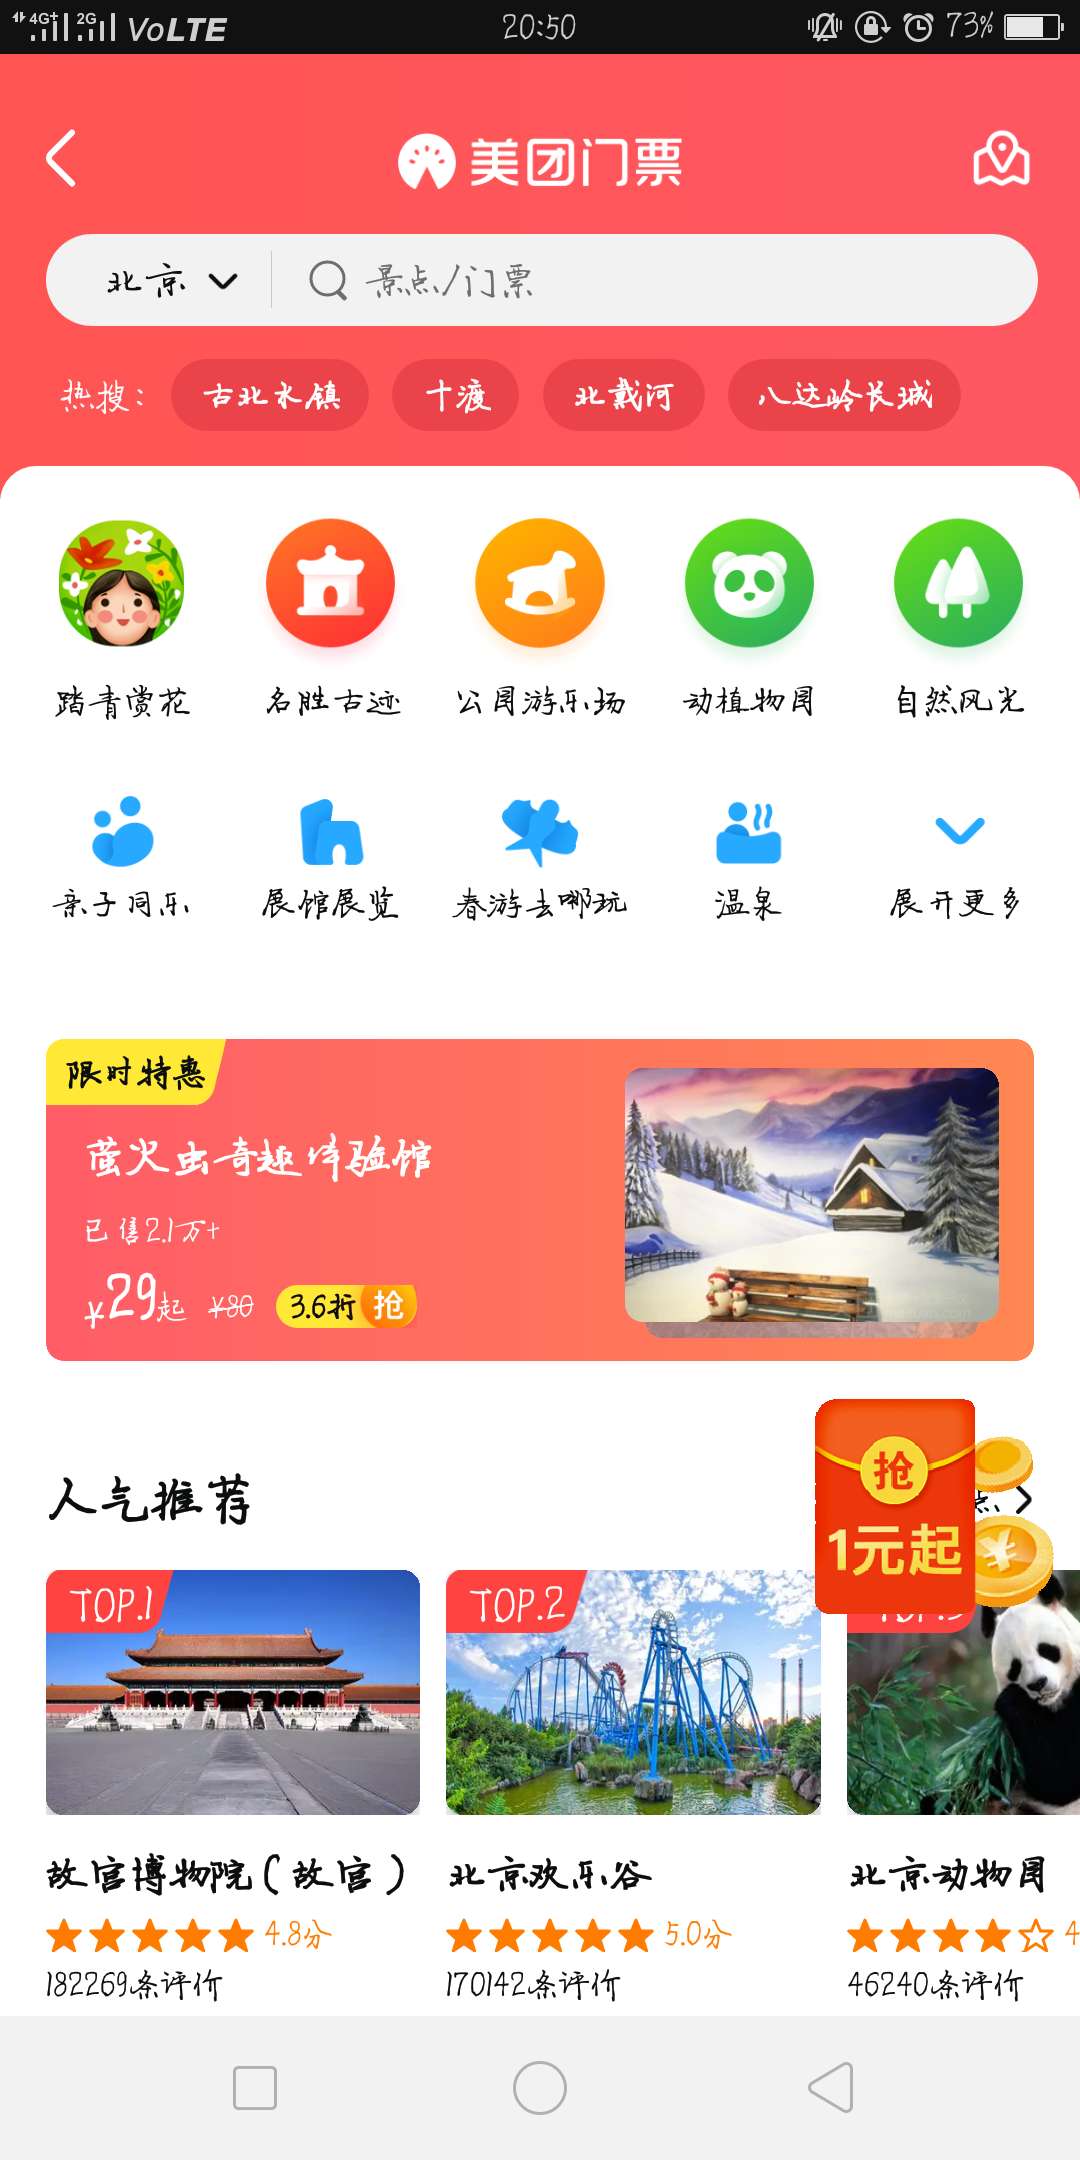 4G+ 2G VoLTE 20:50 73%
美团门票
北京 景点/门票
热搜: 古北水镇 十渡 北戴河 八达岭长城
踏青赏花 名胜古迹 公园游乐场 动植物园 自然风光
亲子同乐 展馆展览 春游去哪玩 温泉 展开更多
限时特惠
萤火虫奇趣体验馆
已售2.1万+
¥29起 ¥80 3.6折 抢
抢
人气推荐
1元起
TOP.1 TOP.2
故宫博物院(故宫) 北京欢乐谷 北京动物园
4.8分 5.0分 4
182269条评价 170142条评价 46240条评价